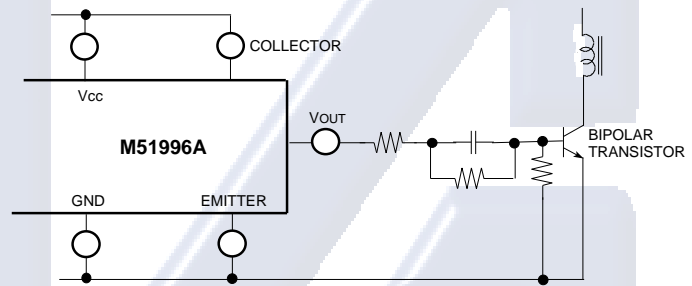 COLLECTOR
Vcc
VOUT
M51996A
BIPOLAR
TRANSISTOR
GND
EMITTER